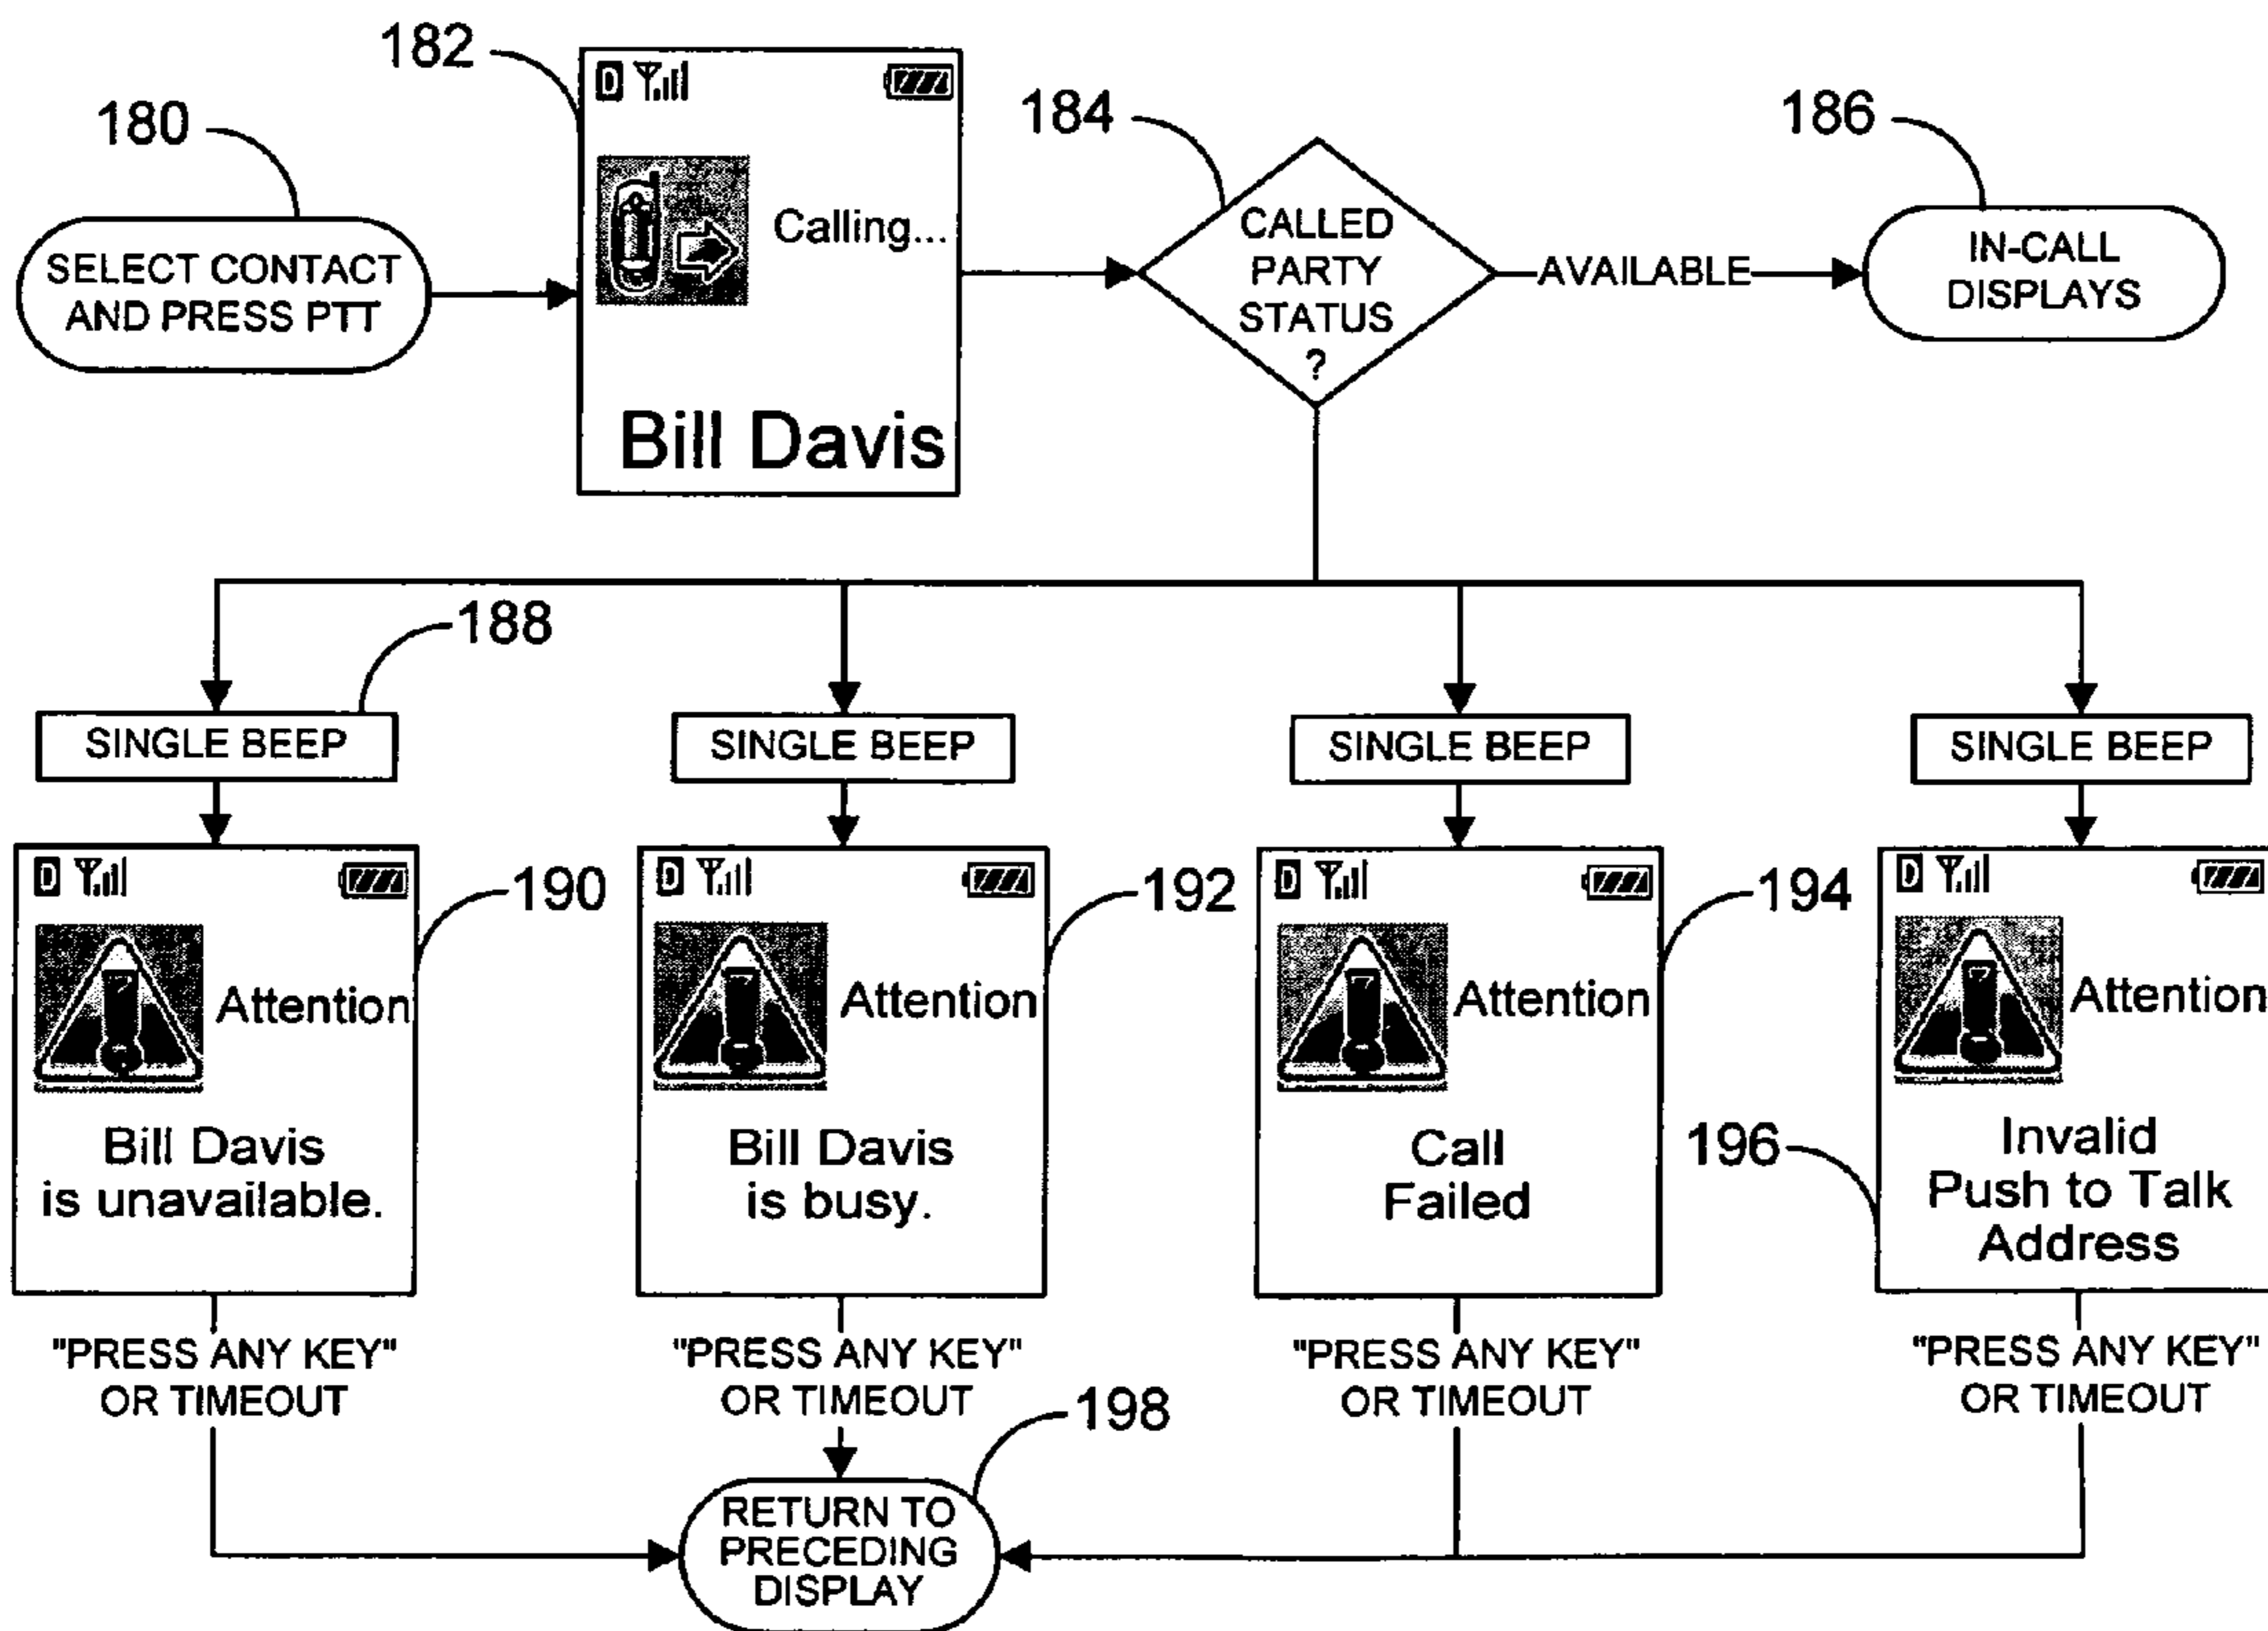 182
D
180
184
186
SELECT CONTACT
AND PRESS PTT
Calling...
Bill Davis
CALLED
PARTY
STATUS
?
AVAILABLE
IN-CALL
DISPLAYS
188
SINGLE BEEP
SINGLE BEEP
SINGLE BEEP
SINGLE BEEP
D
190
Attention
Bill Davis
is unavailable.
D
192
Attention
Bill Davis
is busy.
D
194
Attention
Call
Failed
D
196
Attention
Invalid
Push to Talk
Address
"PRESS ANY KEY"
OR TIMEOUT
"PRESS ANY KEY"
OR TIMEOUT
"PRESS ANY KEY"
OR TIMEOUT
"PRESS ANY KEY"
OR TIMEOUT
198
RETURN TO
PRECEDING
DISPLAY